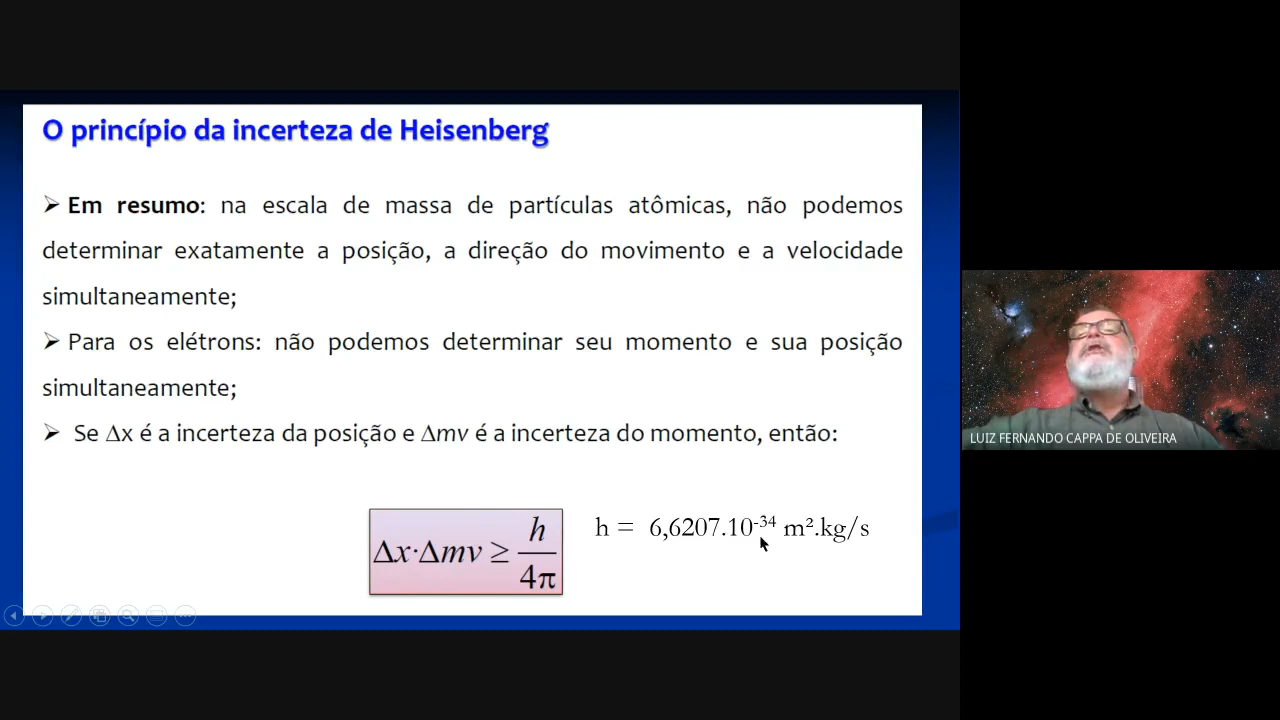 O princípio da incerteza de Heisenberg
➢ Em resumo: na escala de massa de partículas atômicas, não podemos
determinar exatamente a posição, a direção do movimento e a velocidade
simultaneamente;
➢ Para os elétrons: não podemos determinar seu momento e sua posição
simultaneamente;
➢ Se Δx é a incerteza da posição e Δmv é a incerteza do momento, então:
Δx·Δmv ≥ h/4π
h = 6,6207.10⁻³⁴ m².kg/s
LUIZ FERNANDO CAPPA DE OLIVEIRA